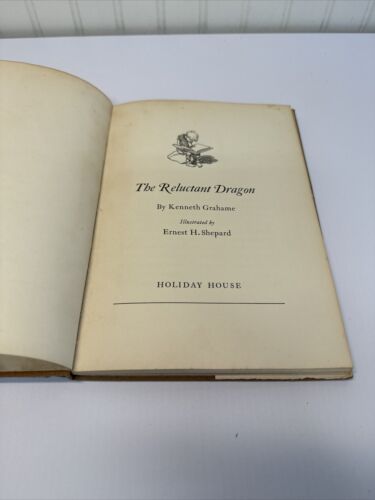 The Reluctant Dragon
By Kenneth Grahame
Illustrated by
Ernest H. Shepard
HOLIDAY HOUSE